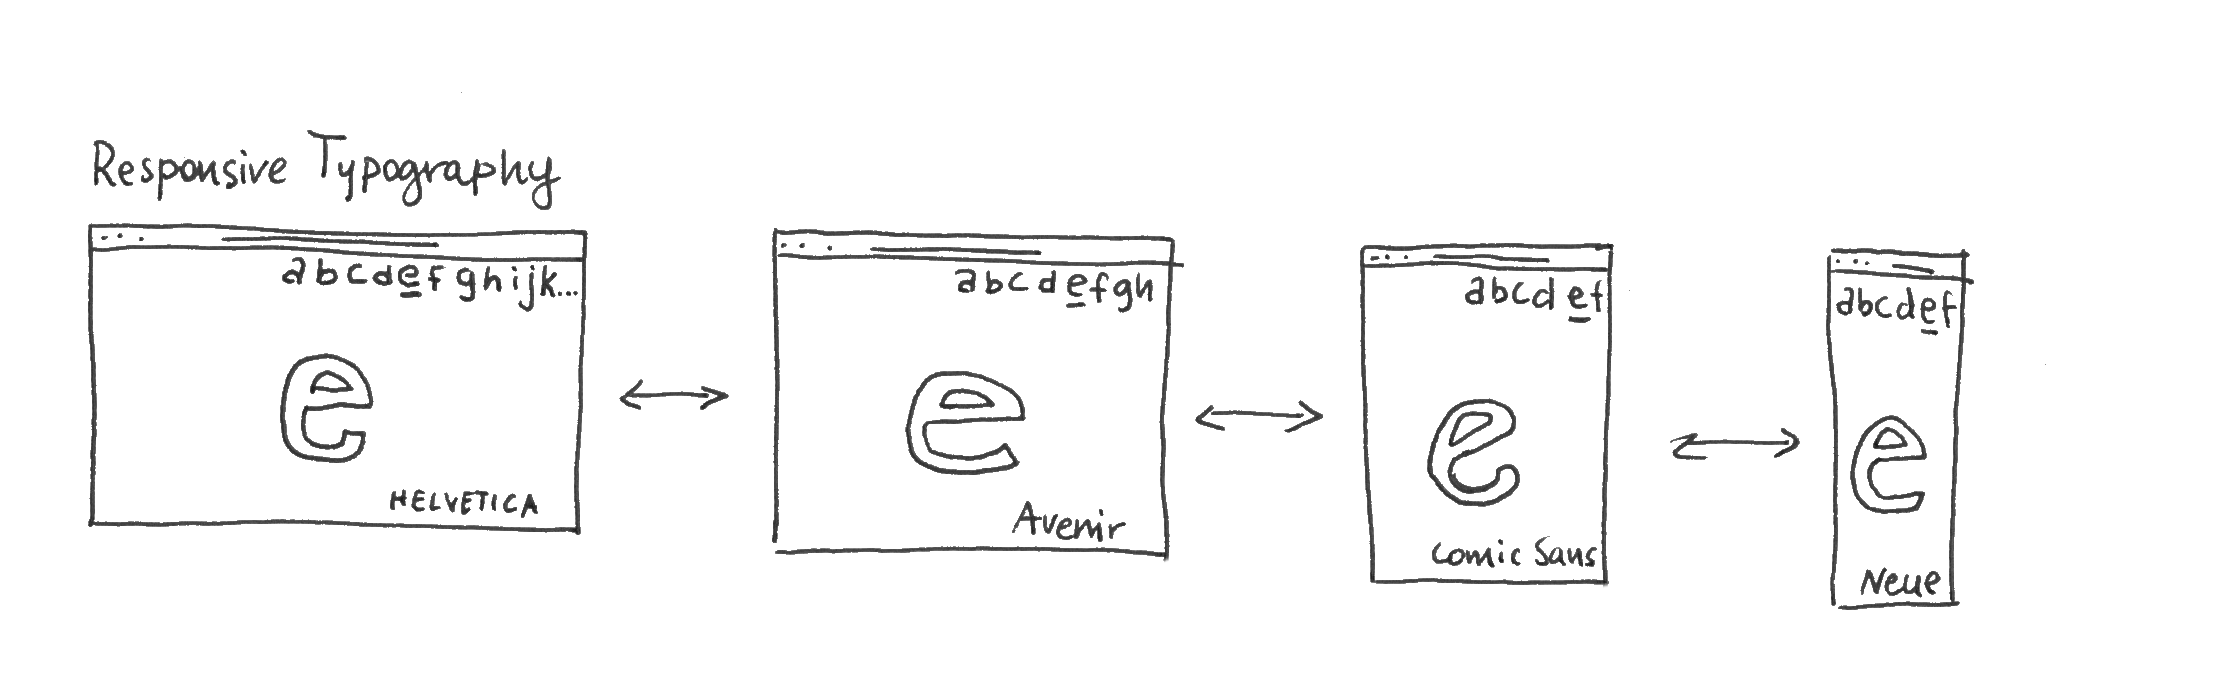 Responsive Typography
abcdefghijk...
e
HELVETICA
abcdefgh
e
Avenir
abcdef
e
Comic Sans
abcdef
e
Neue